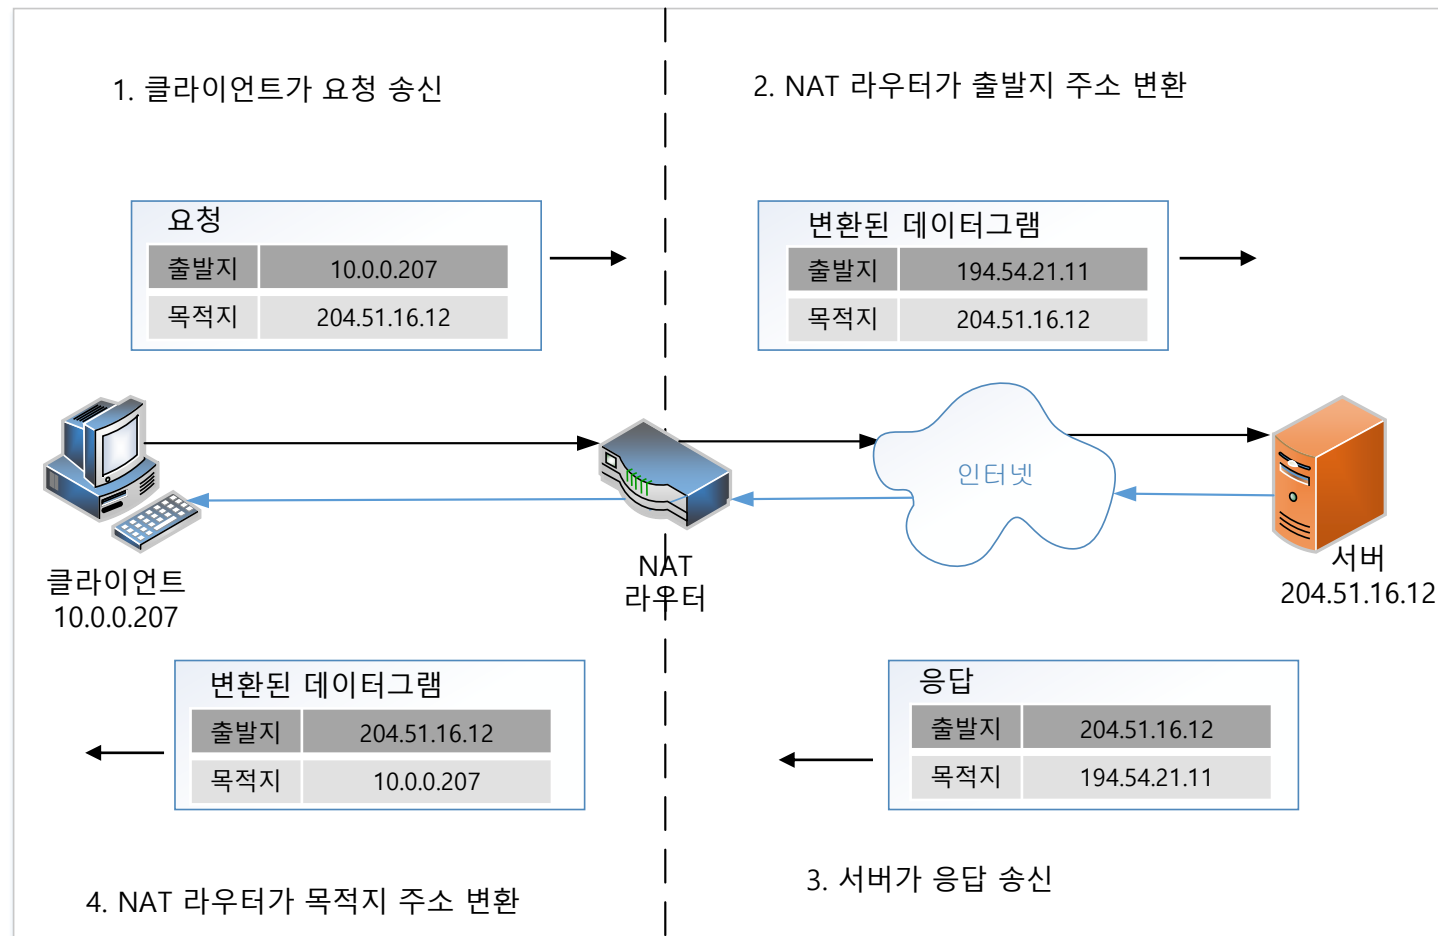 1. 클라이언트가 요청 송신
2. NAT 라우터가 출발지 주소 변환
요청
출발지 10.0.0.207
목적지 204.51.16.12
변환된 데이터그램
출발지 194.54.21.11
목적지 204.51.16.12
인터넷
클라이언트
10.0.0.207
NAT
라우터
서버
204.51.16.12
변환된 데이터그램
출발지 204.51.16.12
목적지 10.0.0.207
응답
출발지 204.51.16.12
목적지 194.54.21.11
4. NAT 라우터가 목적지 주소 변환
3. 서버가 응답 송신